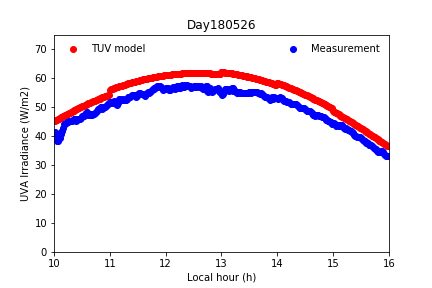 Day180526
TUV model
Measurement
UVA Irradiance (W/m2)
70
60
50
40
30
20
10
0
10 11 12 13 14 15 16
Local hour (h)